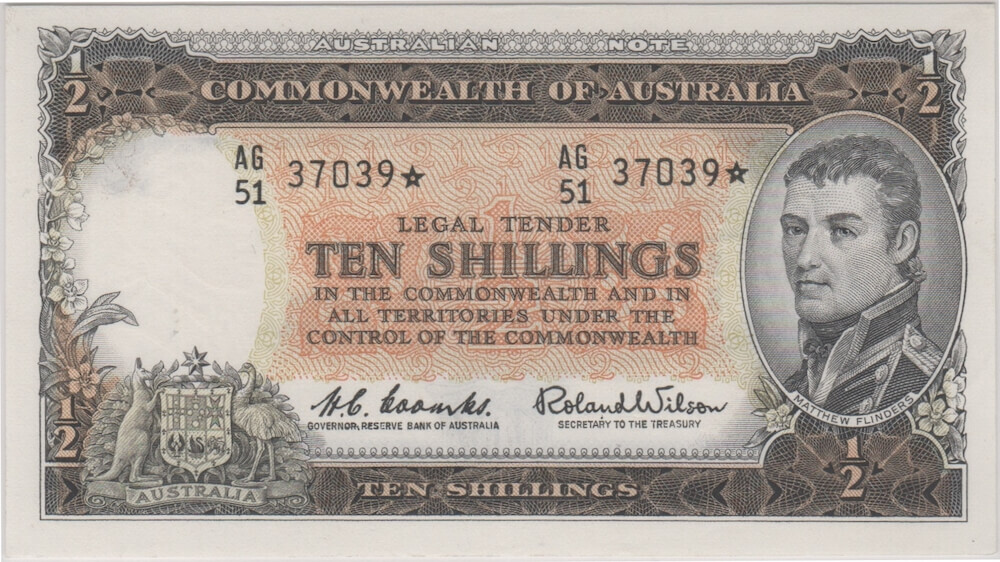 AUSTRALIAN NOTE
1/2 1/2
COMMONWEALTH OF AUSTRALIA
AG 51 37039☆ AG 51 37039☆
LEGAL TENDER
TEN SHILLINGS
IN THE COMMONWEALTH AND IN
ALL TERRITORIES UNDER THE
CONTROL OF THE COMMONWEALTH
H.C. Coombs. Roland Wilson
GOVERNOR, RESERVE BANK OF AUSTRALIA SECRETARY TO THE TREASURY
MATTHEW FLINDERS
1/2 1/2
AUSTRALIA
TEN SHILLINGS